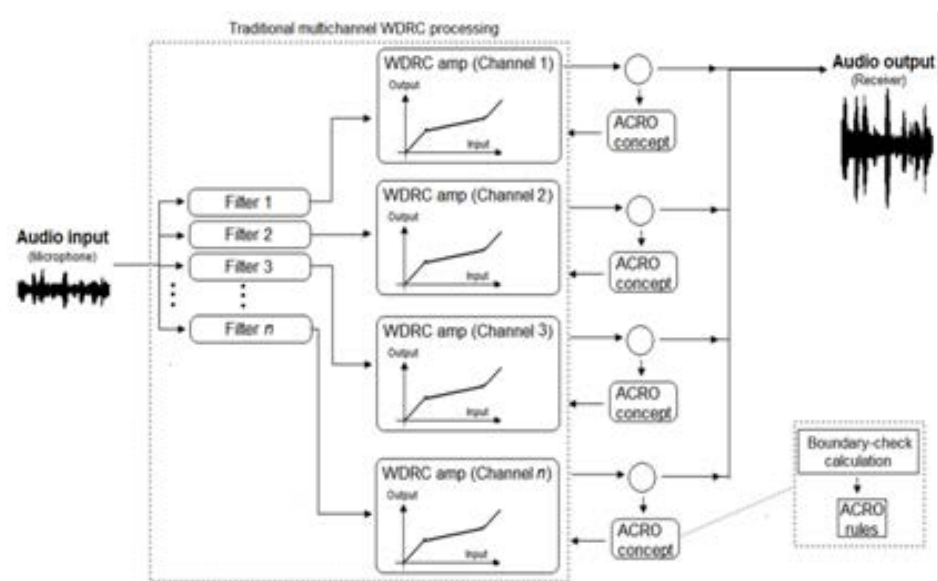 Traditional multichannel WDRC processing
WDRC amp (Channel 1)
Output
Input
ACRO
concept
Audio output
(Receiver)
Filter 1
Filter 2
Filter 3
Filter n
Audio input
(Microphone)
WDRC amp (Channel 2)
Output
Input
ACRO
concept
WDRC amp (Channel 3)
Output
Input
ACRO
concept
WDRC amp (Channel n)
Output
Input
ACRO
concept
Boundary-check
calculation
ACRO
rules